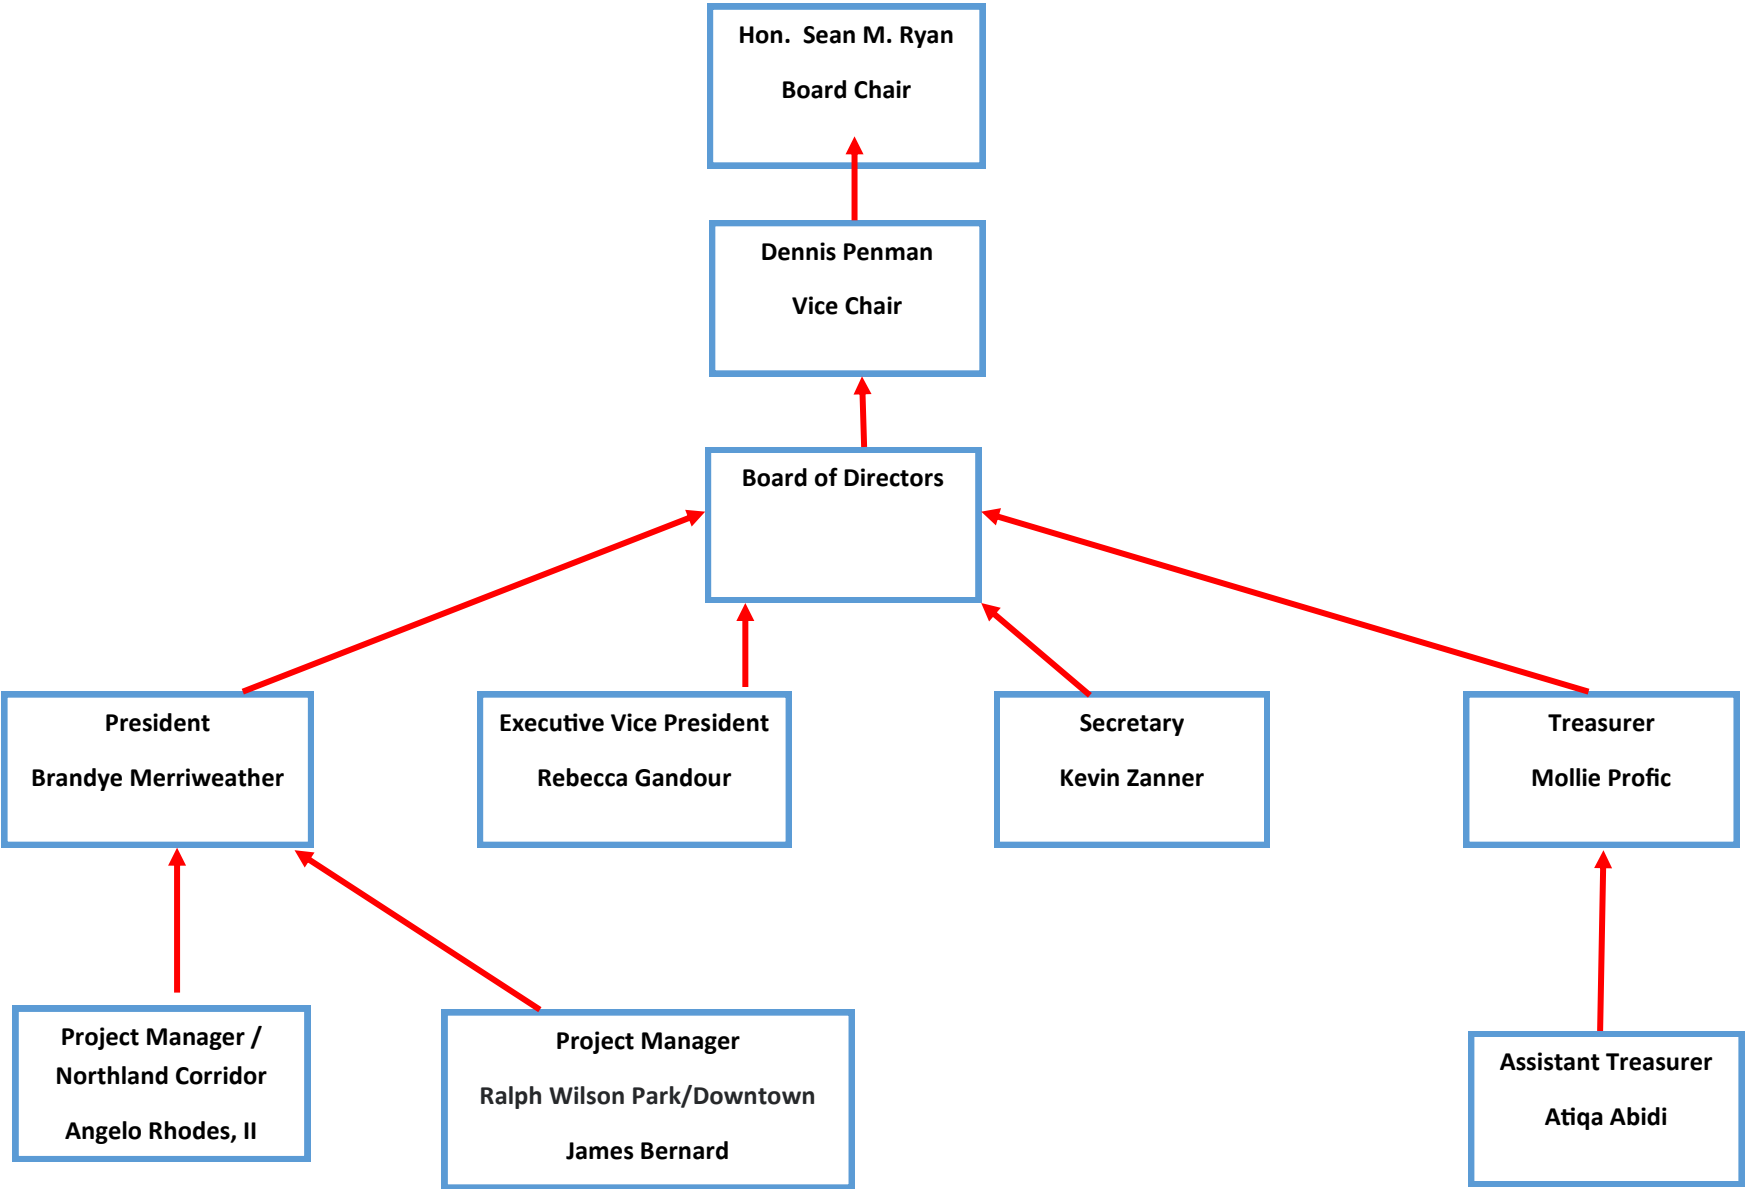 Hon.  Sean M. Ryan
Board Chair
Dennis Penman
Vice Chair
Board of Directors
President
Brandye Merriweather
Executive Vice President
Rebecca Gandour
Secretary
Kevin Zanner
Treasurer
Mollie Profic
Project Manager /
Northland Corridor
Angelo Rhodes, II
Project Manager
Ralph Wilson Park/Downtown
James Bernard
Assistant Treasurer
Atiqa Abidi